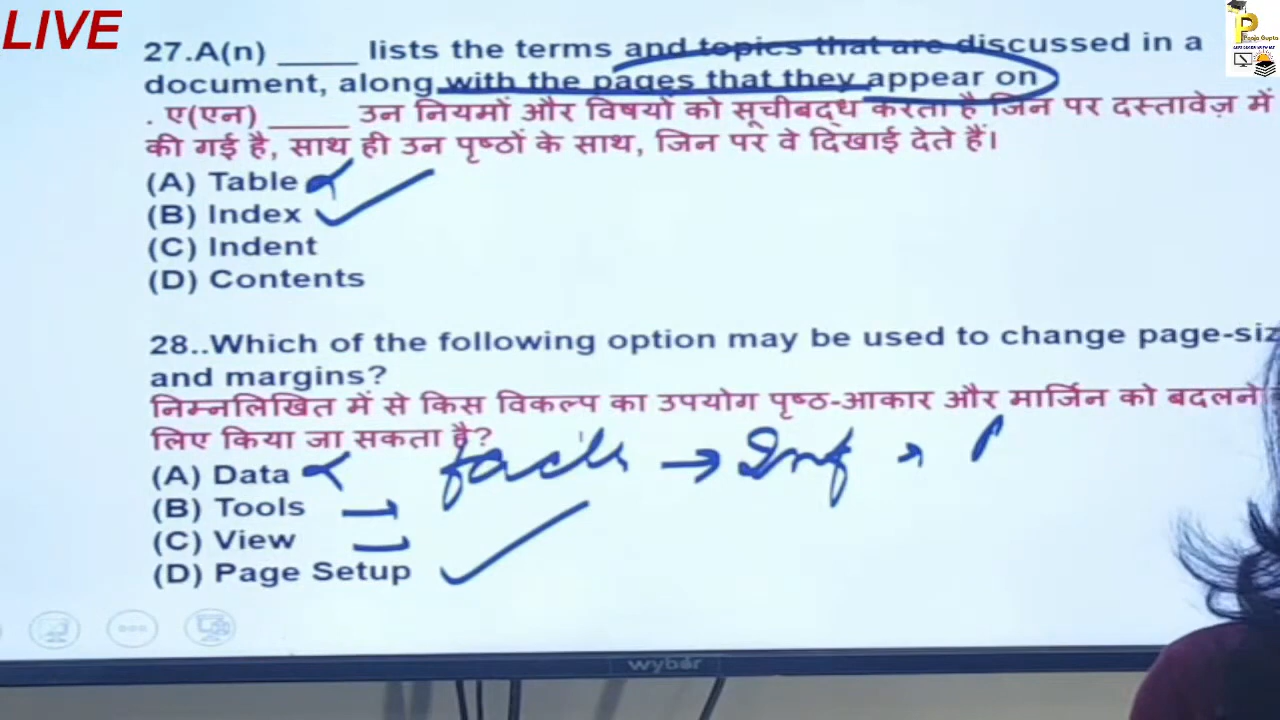 LIVE
Pooja Gupta
27.A(n) _____ lists the terms and topics that are discussed in a
document, along with the pages that they appear on
. ए(एन) _____ उन नियमों और विषयों को सूचीबद्ध करता है जिन पर दस्तावेज़ में
की गई है, साथ ही उन पृष्ठों के साथ, जिन पर वे दिखाई देते हैं।
(A) Table
(B) Index
(C) Indent
(D) Contents
28..Which of the following option may be used to change page-siz
and margins?
निम्नलिखित में से किस विकल्प का उपयोग पृष्ठ-आकार और मार्जिन को बदलने
लिए किया जा सकता है?
(A) Data
(B) Tools → 
(C) View
(D) Page Setup
wybor